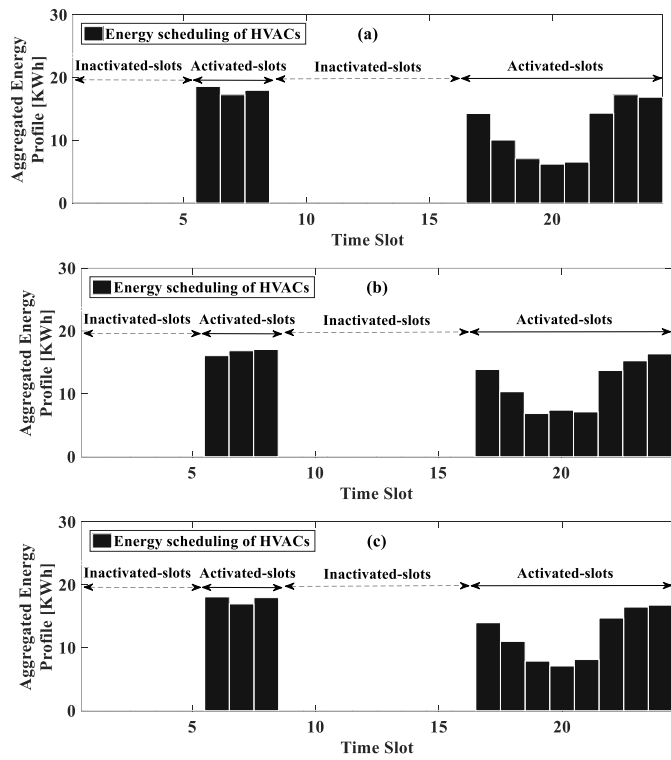 30
Energy scheduling of HVACs
(a)
Inactivated-slots
Activated-slots
Inactivated-slots
Activated-slots
20
10
0
Aggregated Energy
Profile [KWh]
5
10
15
20
Time Slot
30
Energy scheduling of HVACs
(b)
Inactivated-slots
Activated-slots
Inactivated-slots
Activated-slots
20
10
0
Aggregated Energy
Profile [KWh]
5
10
15
20
Time Slot
30
Energy scheduling of HVACs
(c)
Inactivated-slots
Activated-slots
Inactivated-slots
Activated-slots
20
10
0
Aggregated Energy
Profile [KWh]
5
10
15
20
Time Slot